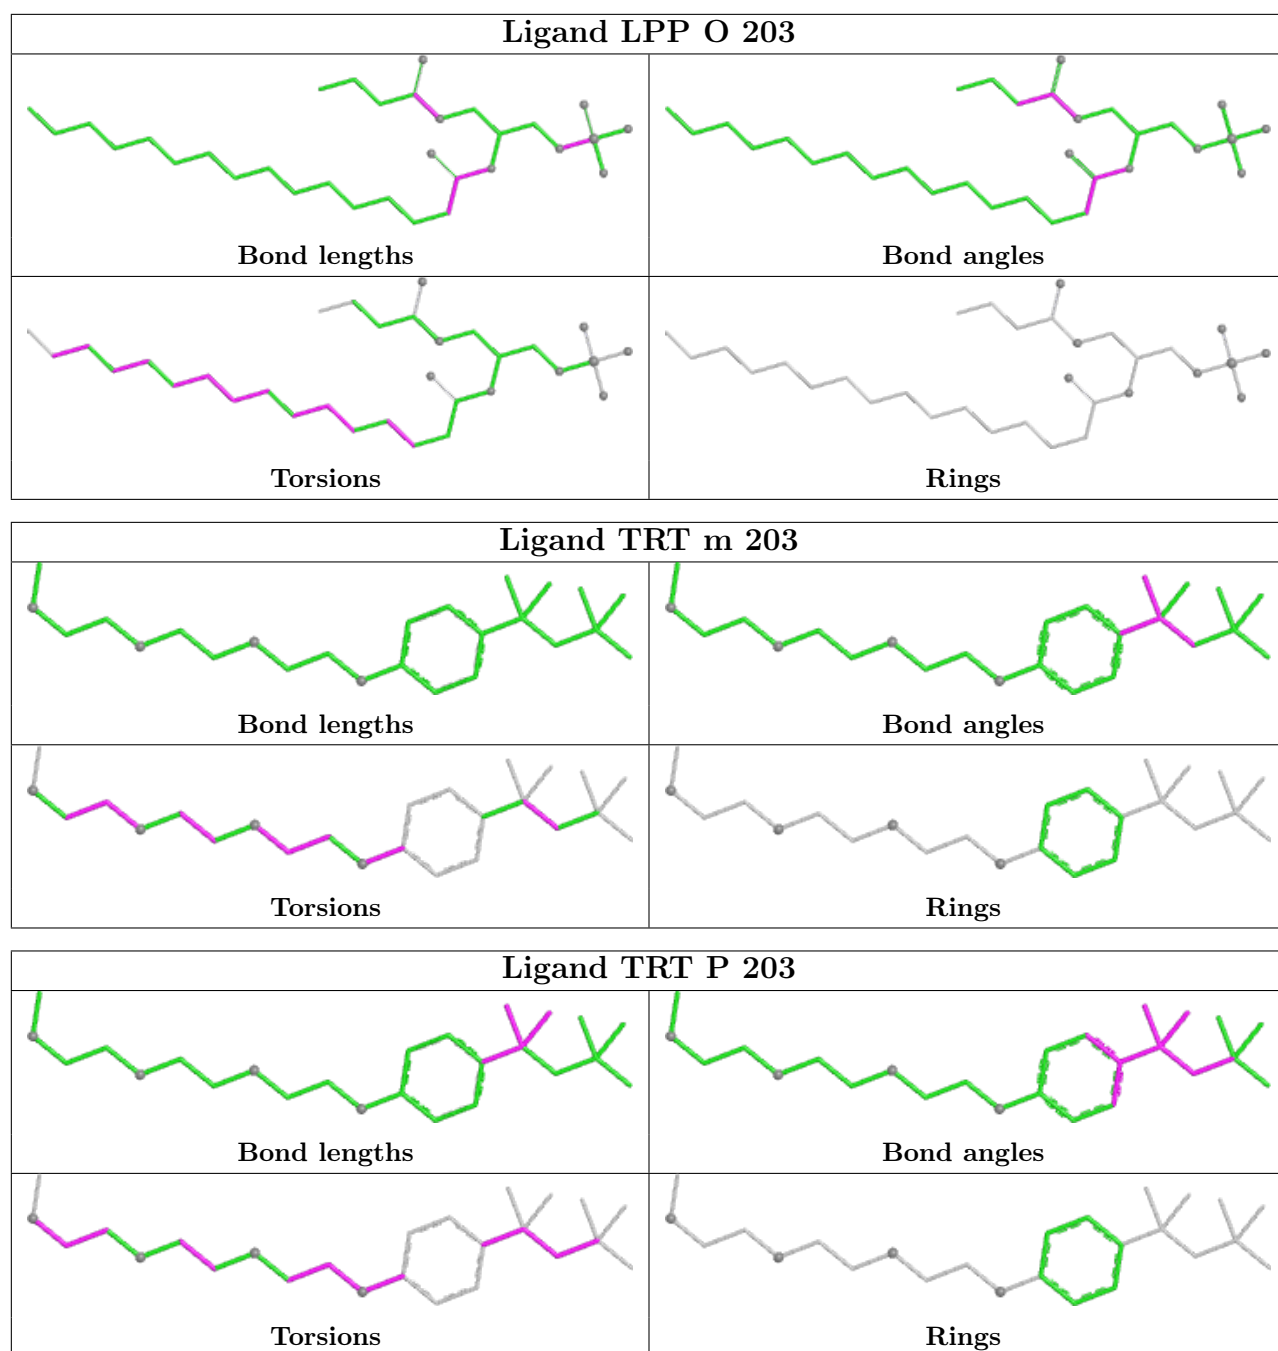 Ligand LPP O 203
Bond lengths
Bond angles
Torsions
Rings
Ligand TRT m 203
Bond lengths
Bond angles
Torsions
Rings
Ligand TRT P 203
Bond lengths
Bond angles
Torsions
Rings